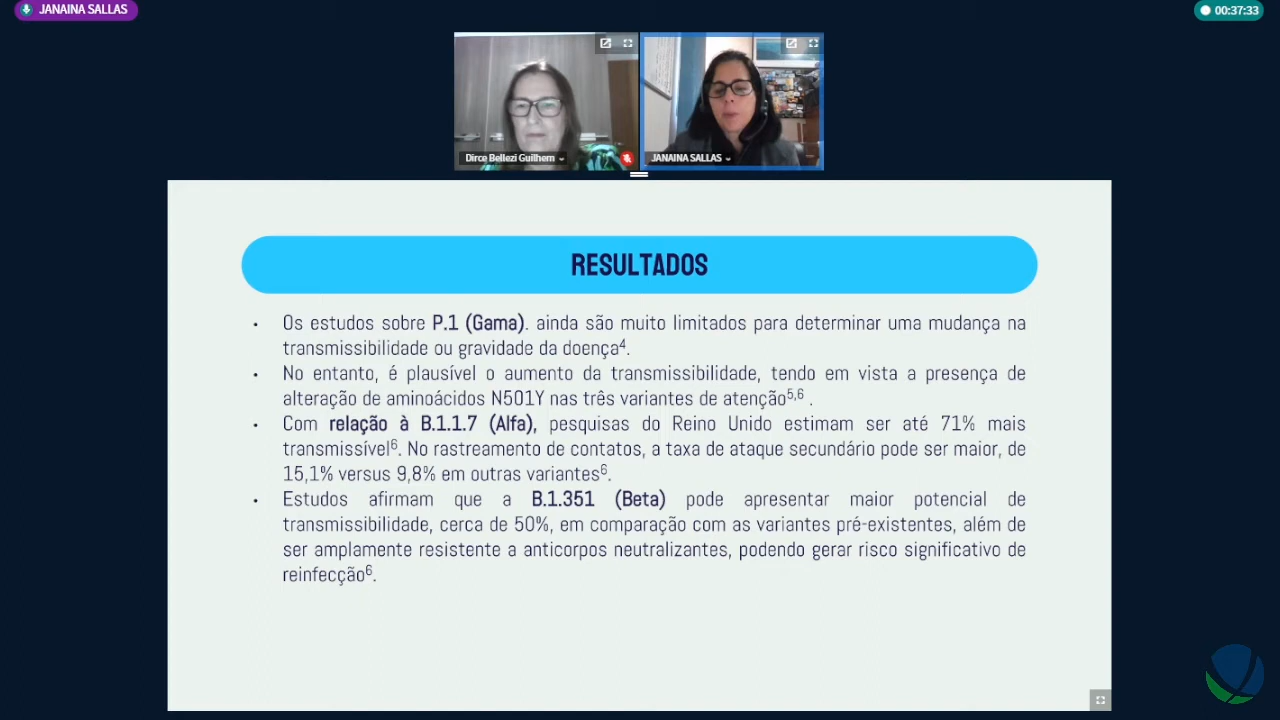 JANAINA SALLAS
00:37:33
Dirce Bellezi Guilhem
JANAINA SALLAS
RESULTADOS
• Os estudos sobre P.1 (Gama). ainda são muito limitados para determinar uma mudança na
transmissibilidade ou gravidade da doença⁴.
• No entanto, é plausível o aumento da transmissibilidade, tendo em vista a presença de
alteração de aminoácidos N501Y nas três variantes de atenção⁵,⁶ .
• Com relação à B.1.1.7 (Alfa), pesquisas do Reino Unido estimam ser até 71% mais
transmissível⁶. No rastreamento de contatos, a taxa de ataque secundário pode ser maior, de
15,1% versus 9,8% em outras variantes⁶.
• Estudos afirmam que a B.1.351 (Beta) pode apresentar maior potencial de
transmissibilidade, cerca de 50%, em comparação com as variantes pré-existentes, além de
ser amplamente resistente a anticorpos neutralizantes, podendo gerar risco significativo de
reinfecção⁶.